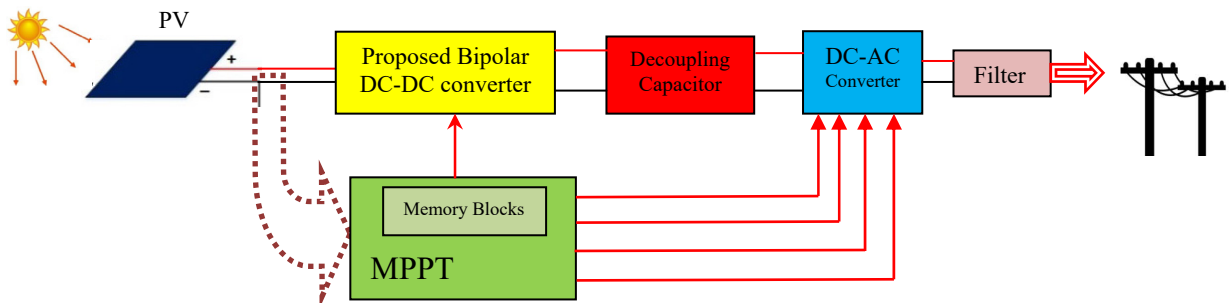 PV
+
−
Proposed Bipolar
DC-DC converter
Decoupling
Capacitor
DC-AC
Converter
Filter
Memory Blocks
MPPT